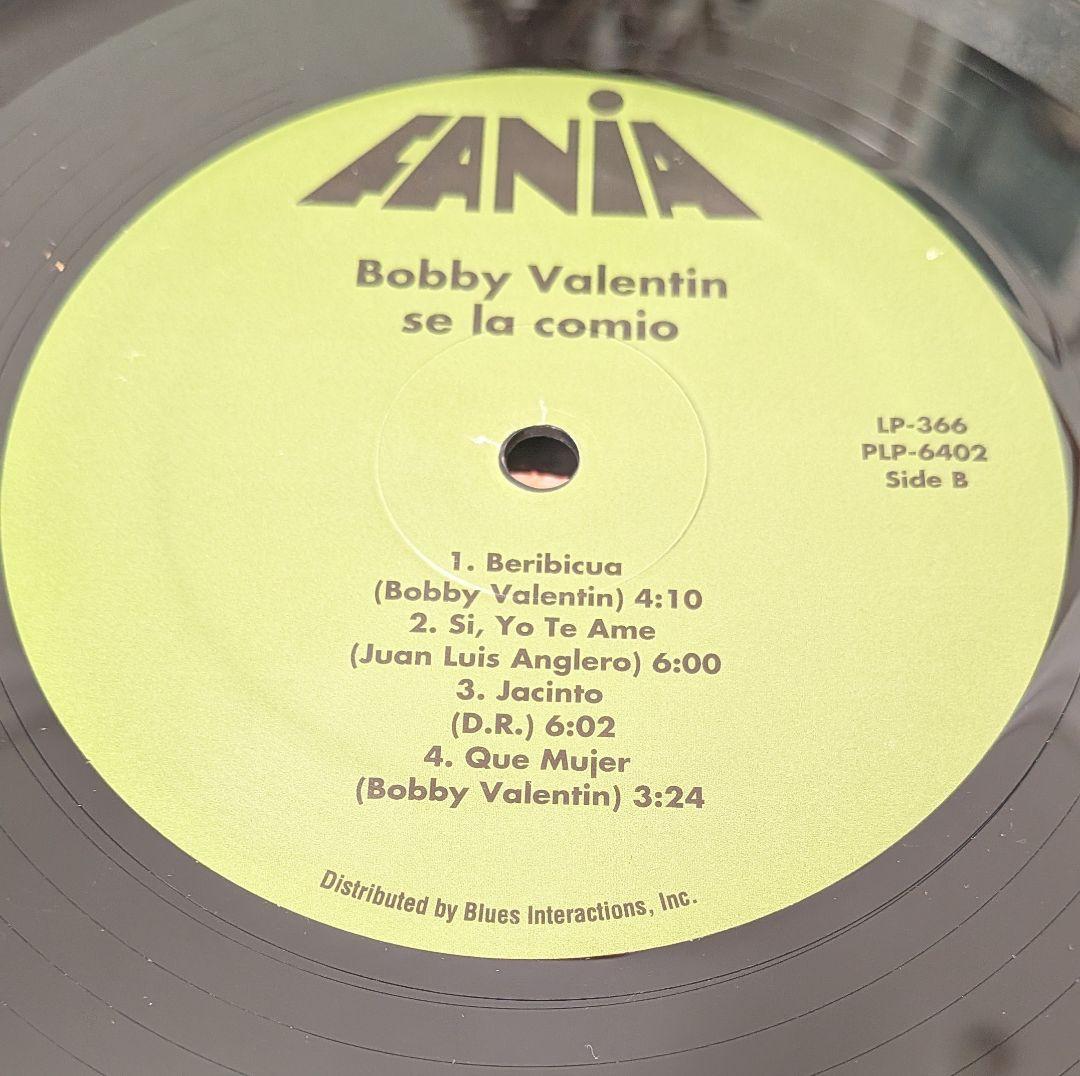 FANiA
Bobby Valentin
se la comio
LP-366
PLP-6402
Side B
1. Beribicua
(Bobby Valentin) 4:10
2. Si, Yo Te Ame
(Juan Luis Anglero) 6:00
3. Jacinto
(D.R.) 6:02
4. Que Mujer
(Bobby Valentin) 3:24
Distributed by Blues Interactions, Inc.